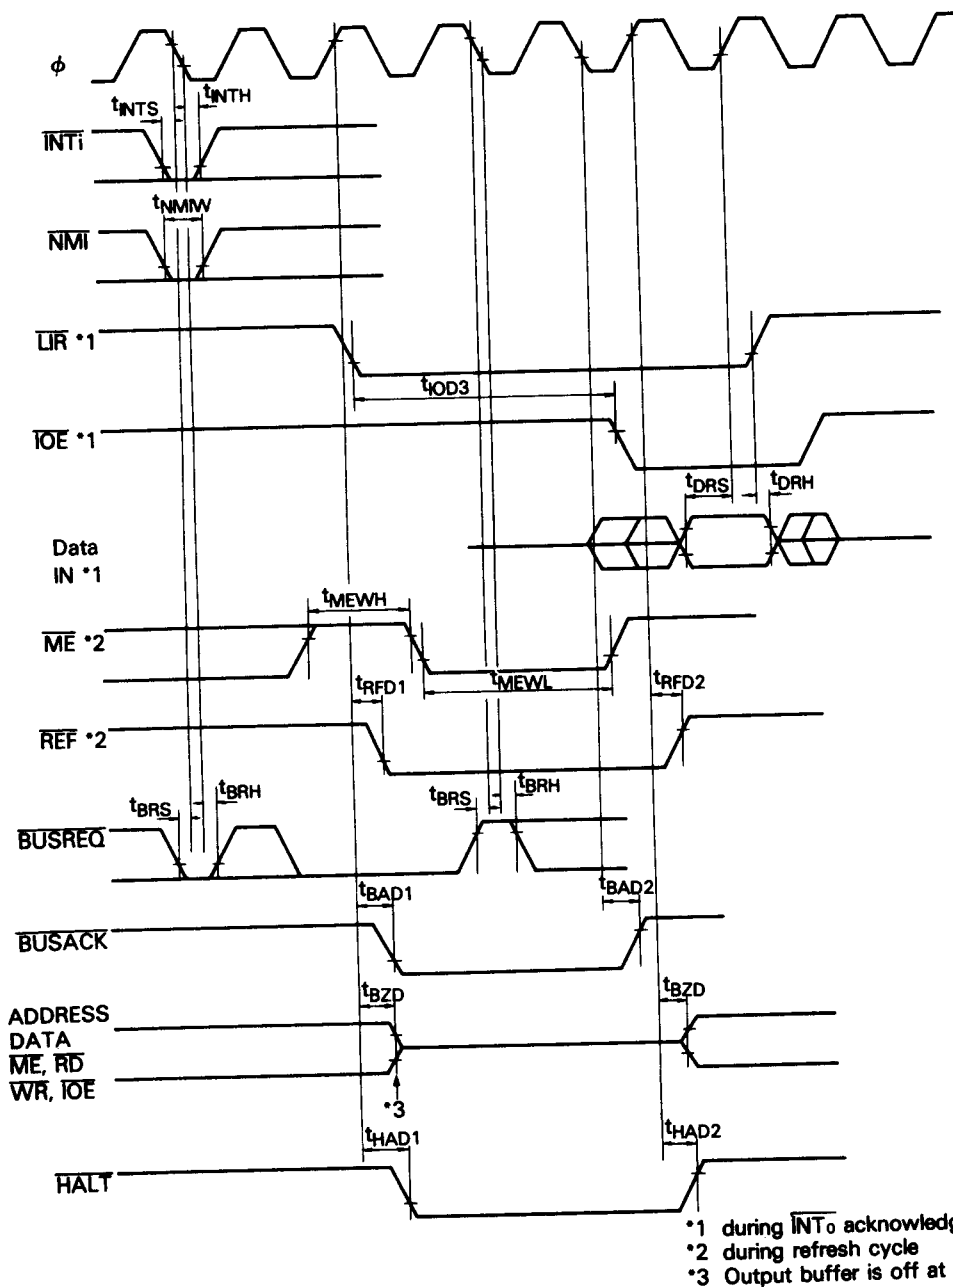 φ
tINTS tINTH
INTi
tNMIW
NMI
LIR *1
tIOD3
IOE *1
tDRS tDRH
Data
IN *1
tMEWH
ME *2
tMEWL
tRFD1 tRFD2
REF *2
tBRS tBRH tBRS tBRH
BUSREQ
tBAD1 tBAD2
BUSACK
tBZD tBZD
ADDRESS
DATA
ME, RD
WR, IOE
*3
tHAD1 tHAD2
HALT
*1 during INT0 acknowledg
*2 during refresh cycle
*3 Output buffer is off at